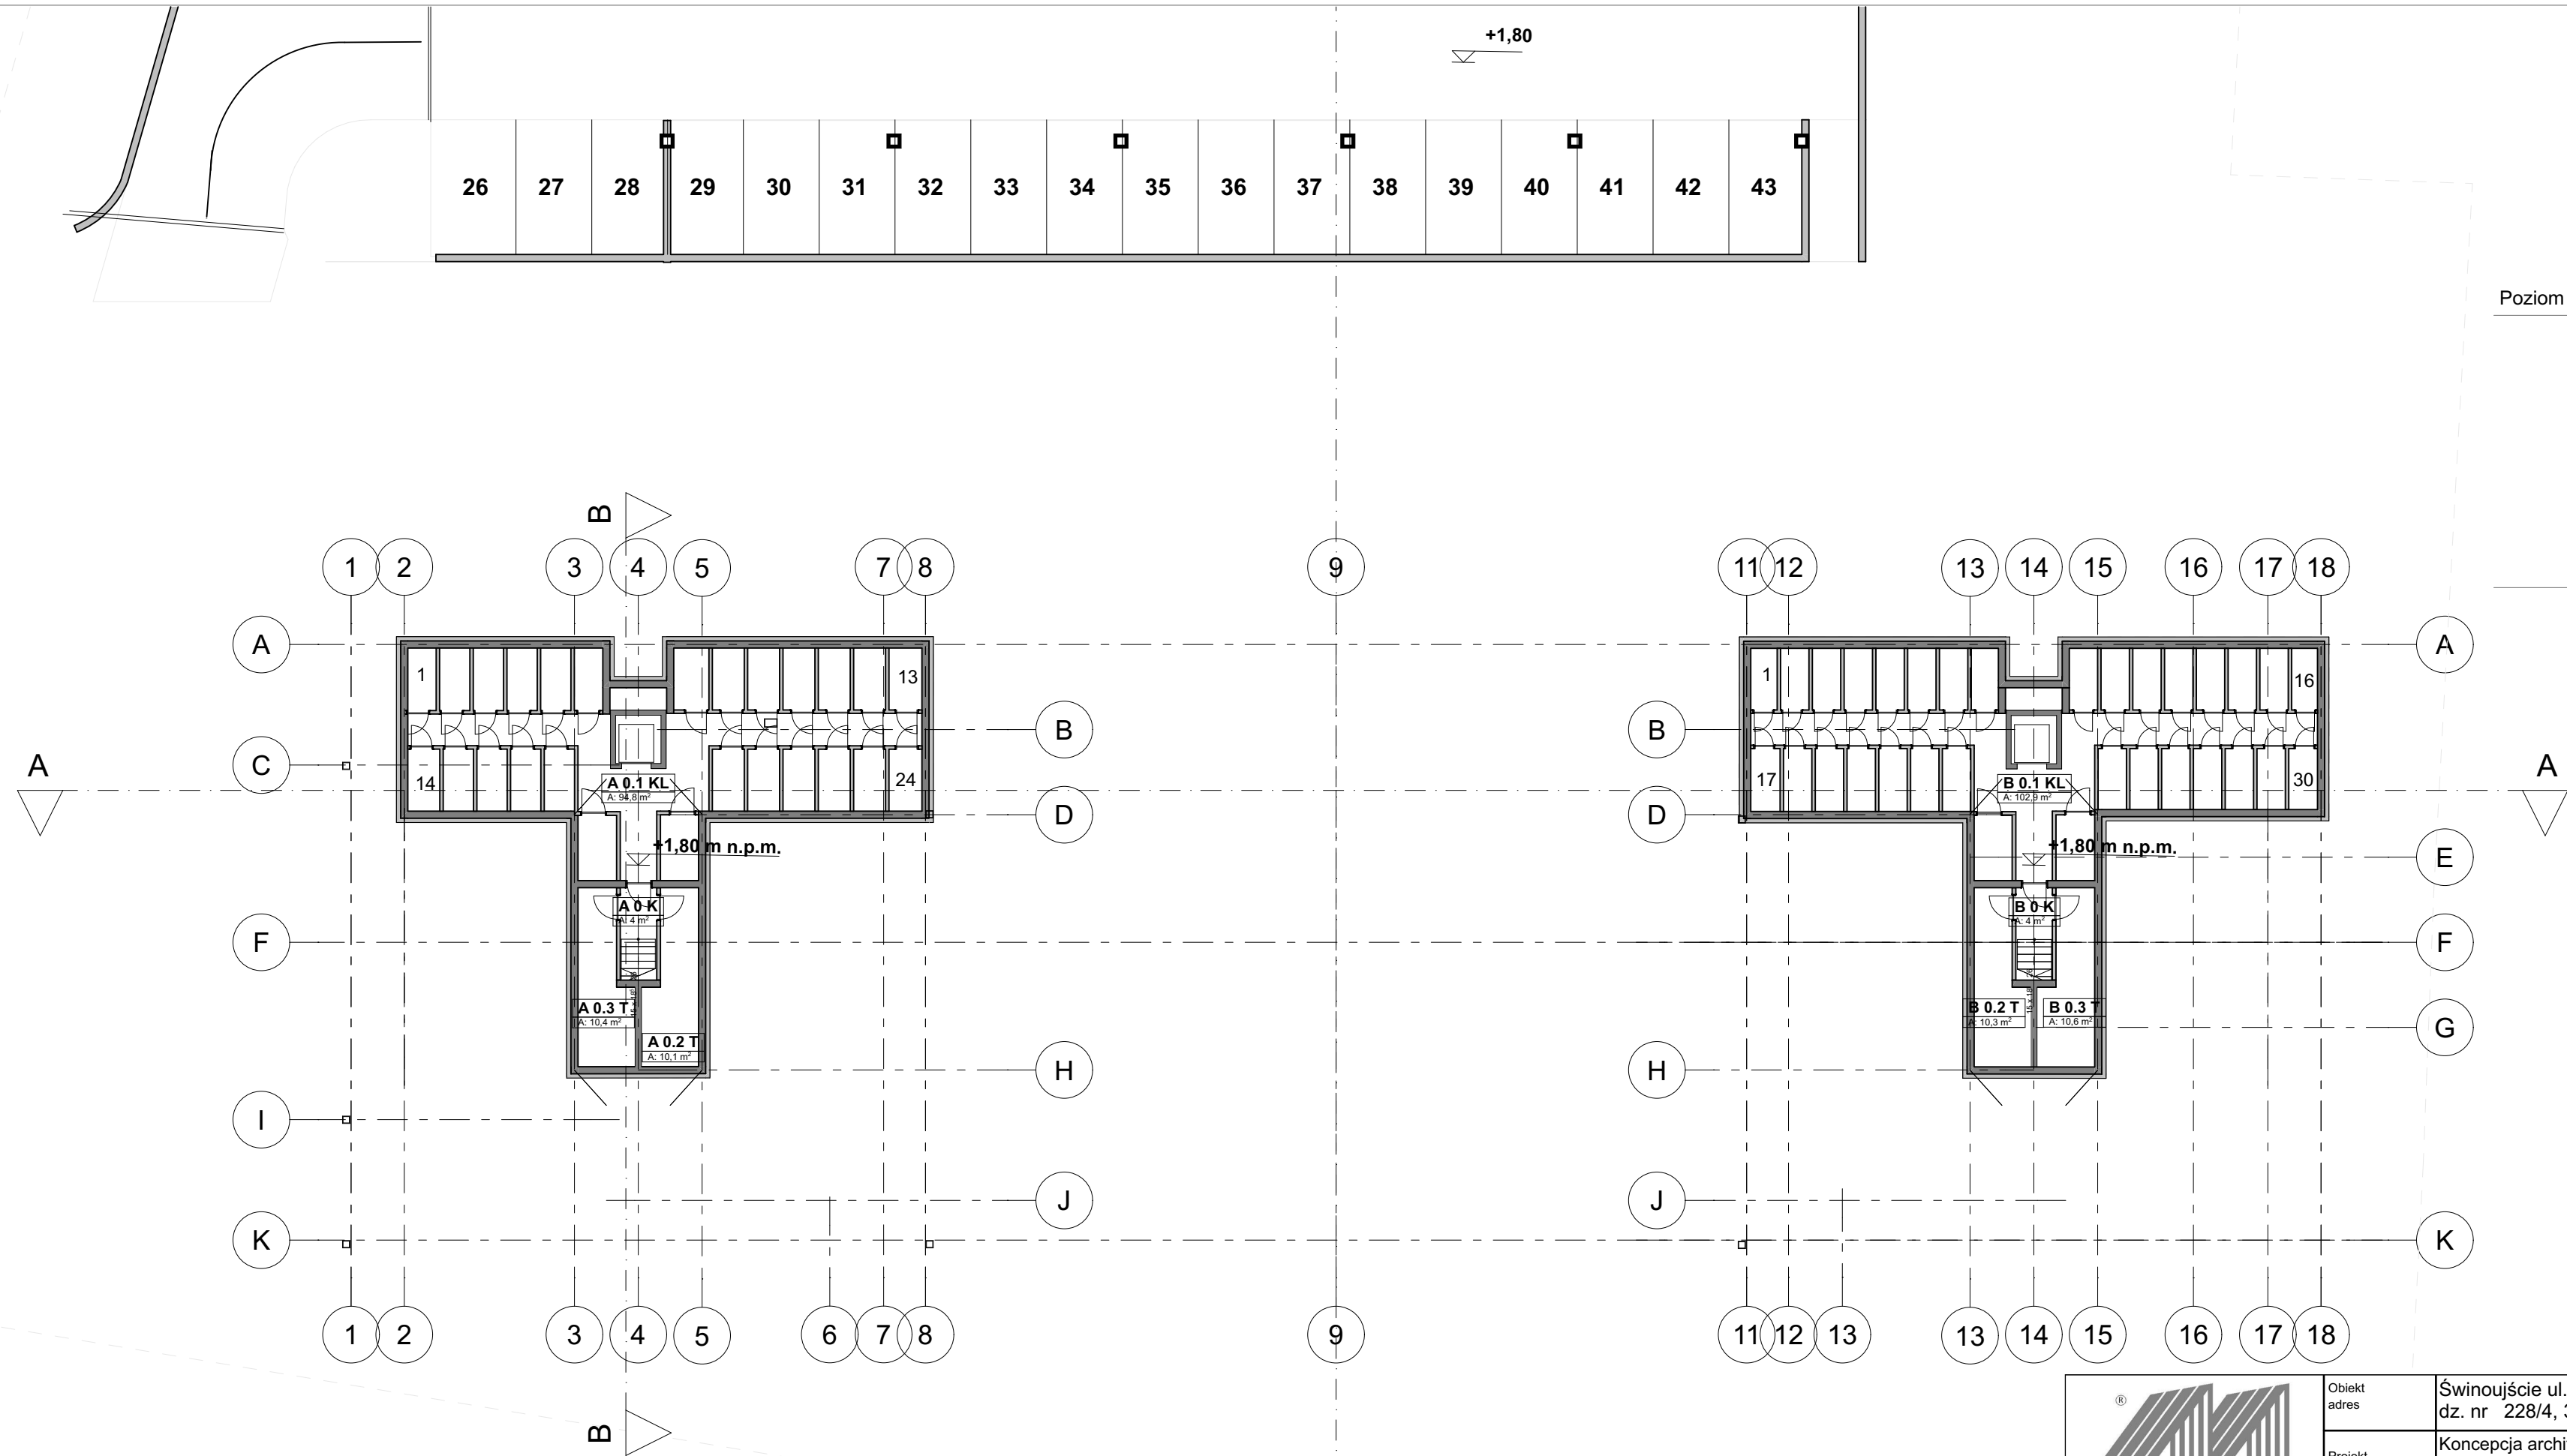 +1,80
26 27 28 29 30 31 32 33 34 35 36 37 38 39 40 41 42 43
Poziom
B
1 2 3 4 5 7 8 9 11 12 13 14 15 16 17 18
A A
1 13 1 16
B B
C
A A
14 24 17 30
A 0.1 KL B 0.1 KL
A: 94,8 m² A: 102,9 m²
D D
+1,80 m n.p.m. +1,80 m n.p.m.
E
A 0 K B 0 K
A: 4 m² A: 4 m²
F F
A 0.3 T B 0.2 T B 0.3 T
A: 10,4 m² A: 10,3 m² A: 10,6 m²
G
A 0.2 T
A: 10,1 m²
H H
I
J J
K K
1 2 3 4 5 6 7 8 9 11 12 13 13 14 15 16 17 18
B
®
Obiekt
adres
Świnoujście ul.
dz. nr 228/4,
Koncepcja
Projekt